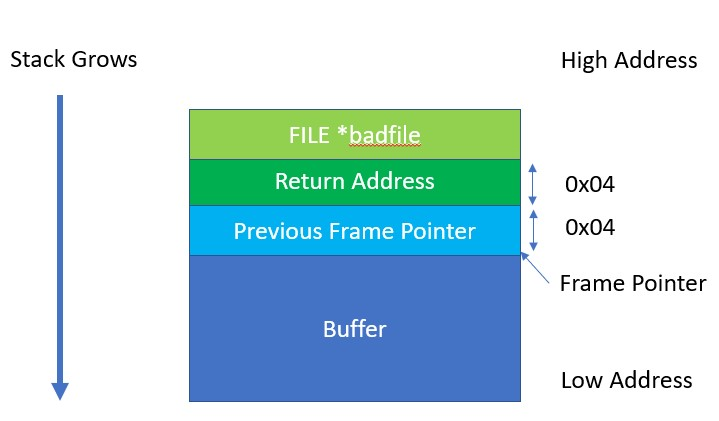 Stack Grows
High Address
FILE *badfile
Return Address
0x04
Previous Frame Pointer
0x04
Frame Pointer
Buffer
Low Address